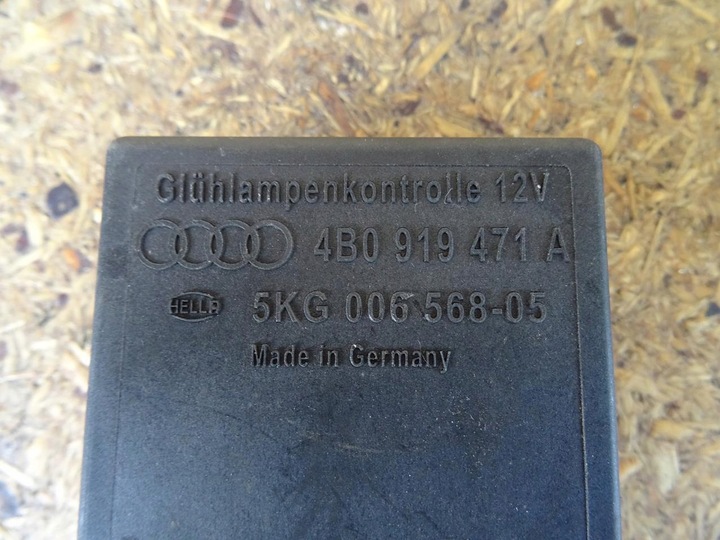 Glühlampenkontrolle 12V
4B0 919 471 A
HELLA 5KG 006 568-05
Made in Germany